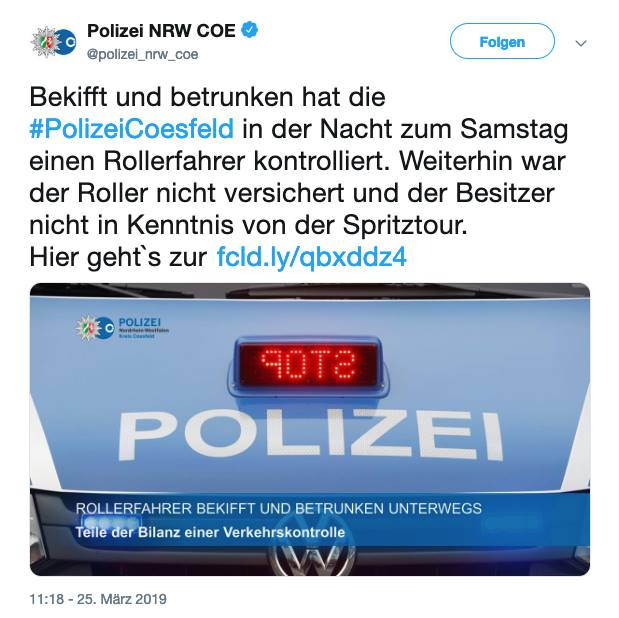 Polizei NRW COE
@polizei_nrw_coe
Folgen
Bekifft und betrunken hat die
#PolizeiCoesfeld in der Nacht zum Samstag
einen Rollerfahrer kontrolliert. Weiterhin war
der Roller nicht versichert und der Besitzer
nicht in Kenntnis von der Spritztour.
Hier geht`s zur fcld.ly/qbxddz4
POLIZEI
Nordrhein-Westfalen
Kreis Coesfeld
STOP
POLIZEI
ROLLERFAHRER BEKIFFT UND BETRUNKEN UNTERWEGS
Teile der Bilanz einer Verkehrskontrolle
11:18 - 25. März 2019